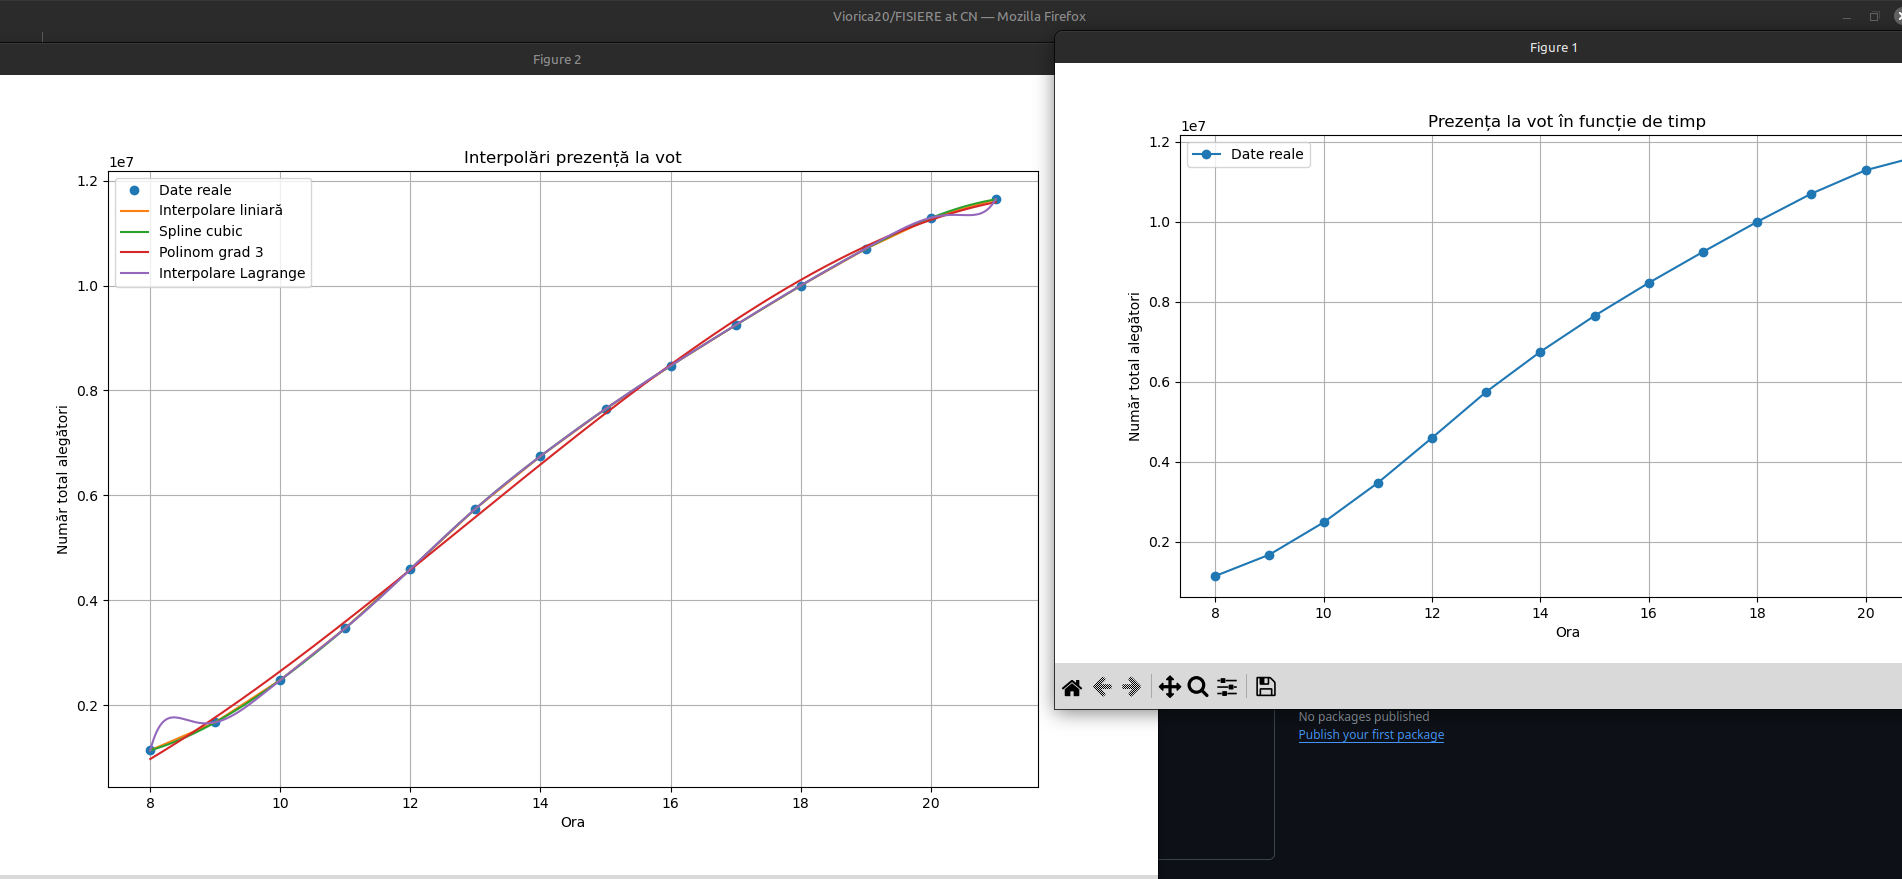 Viorica20/FISIERE at CN — Mozilla Firefox
Figure 2
Interpolări prezență la vot
1e7
Date reale
Interpolare liniară
Spline cubic
Polinom grad 3
Interpolare Lagrange
1.2
1.0
0.8
0.6
0.4
0.2
Număr total alegători
8 10 12 14 16 18 20
Ora
Figure 1
Prezența la vot în funcție de timp
1e7
Date reale
1.2
1.0
0.8
0.6
0.4
0.2
Număr total alegători
8 10 12 14 16 18 20
Ora
No packages published
Publish your first package